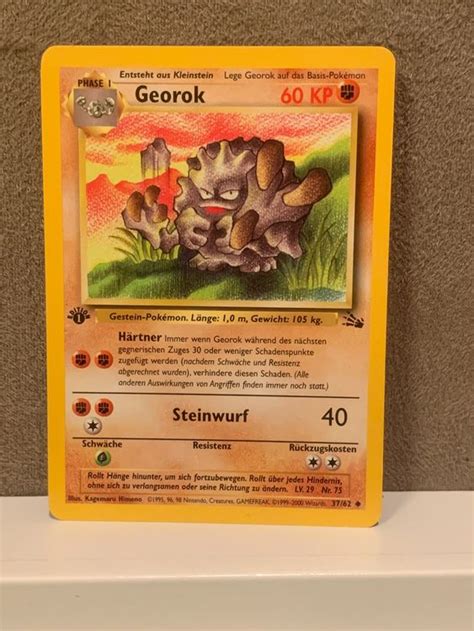 PHASE 1
Entsteht aus Kleinstein Lege Georok auf das Basis-Pokémon
Georok 60 KP
EDITION 1
Gestein-Pokémon. Länge: 1,0 m, Gewicht: 105 kg.
Härtner Immer wenn Georok während des nächsten
gegnerischen Zuges 30 oder weniger Schadenspunkte
zugefügt werden (nachdem Schwäche und Resistenz
abgerechnet wurden), verhindere diesen Schaden. (Alle
anderen Auswirkungen von Angriffen finden immer noch statt.)
Steinwurf 40
Schwäche Resistenz Rückzugskosten
Rollt Hänge hinunter, um sich fortzubewegen. Rollt über jedes Hindernis,
ohne sich zu verlangsamen oder seine Richtung zu ändern. LV. 29 Nr. 75
Illus. Kagemaru Himeno ©1995, 96, 98 Nintendo, Creatures, GAMEFREAK. ©1999-2000 Wizards. 37/62